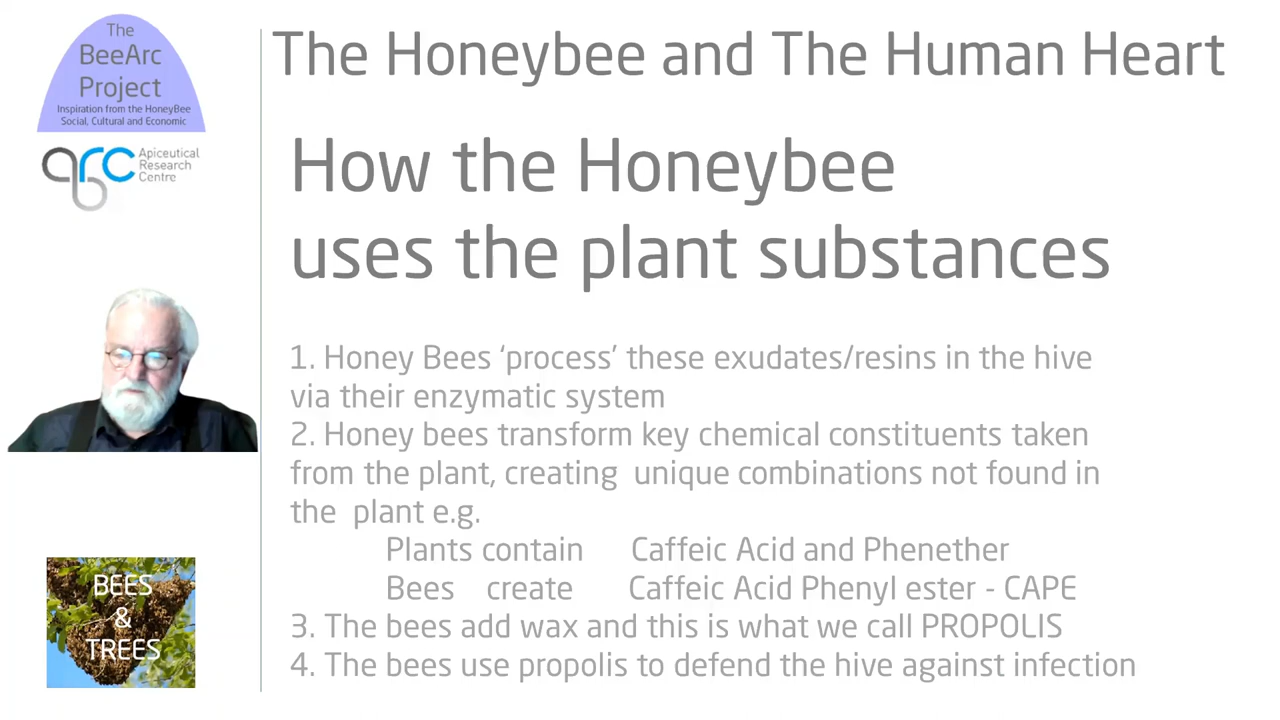 The
BeeArc
Project
Inspiration from the HoneyBee
Social, Cultural and Economic
arc
Apiceutical
Research
Centre
The Honeybee and The Human Heart
How the Honeybee
uses the plant substances
1. Honey Bees ‘process’ these exudates/resins in the hive
via their enzymatic system
2. Honey bees transform key chemical constituents taken
from the plant, creating unique combinations not found in
the plant e.g.
Plants contain Caffeic Acid and Phenether
Bees create Caffeic Acid Phenyl ester - CAPE
3. The bees add wax and this is what we call PROPOLIS
4. The bees use propolis to defend the hive against infection
BEES
&
TREES